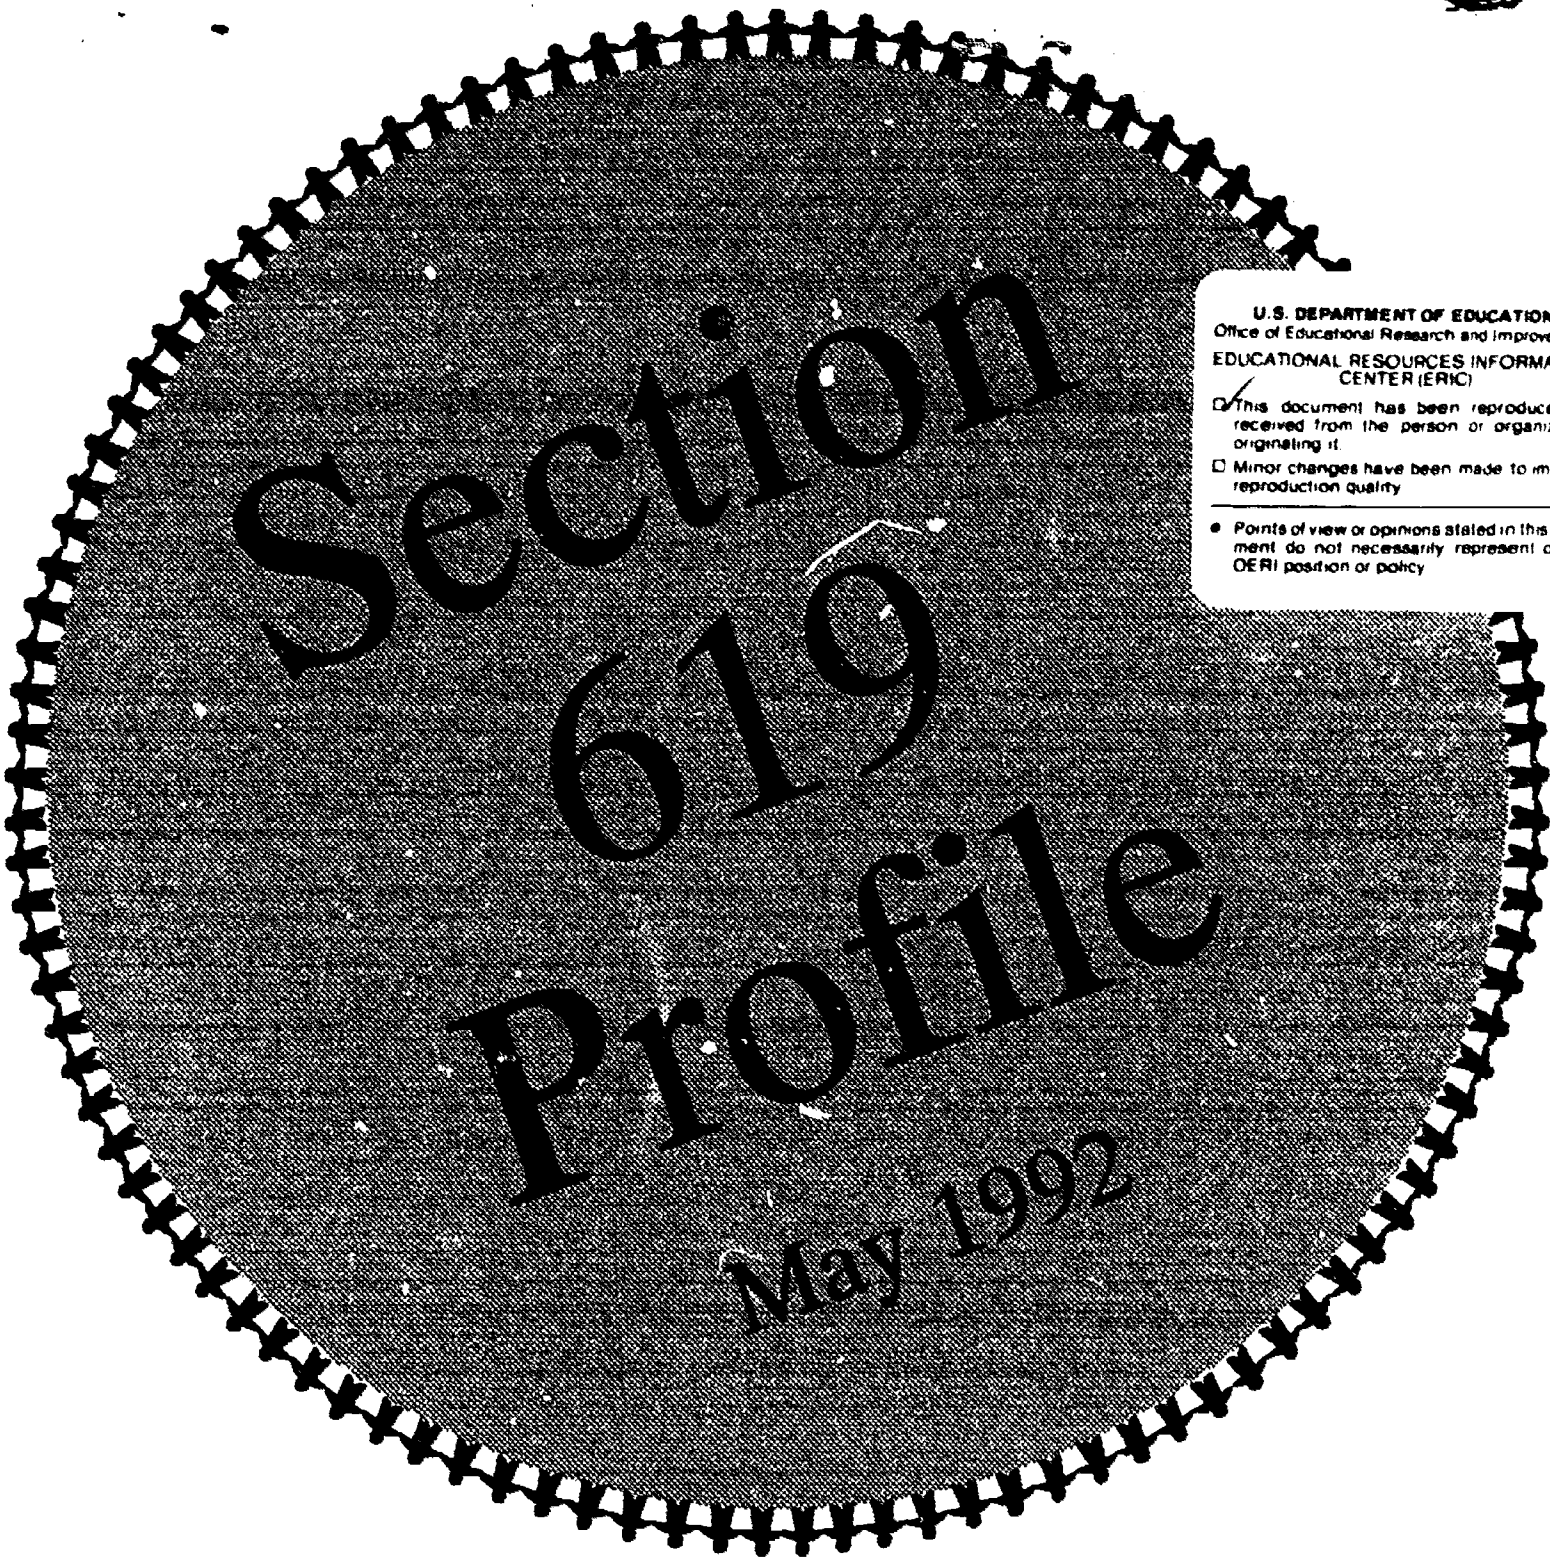 Section
619
Profile
May 1992
U.S. DEPARTMENT OF EDUCATION
Office of Educational Research and Improve
EDUCATIONAL RESOURCES INFORMA
CENTER (ERIC)
This document has been reproduce
received from the person or organiz
originating it.
Minor changes have been made to im
reproduction quality
Points of view or opinions stated in this
ment do not necessarily represent o
OERI position or policy